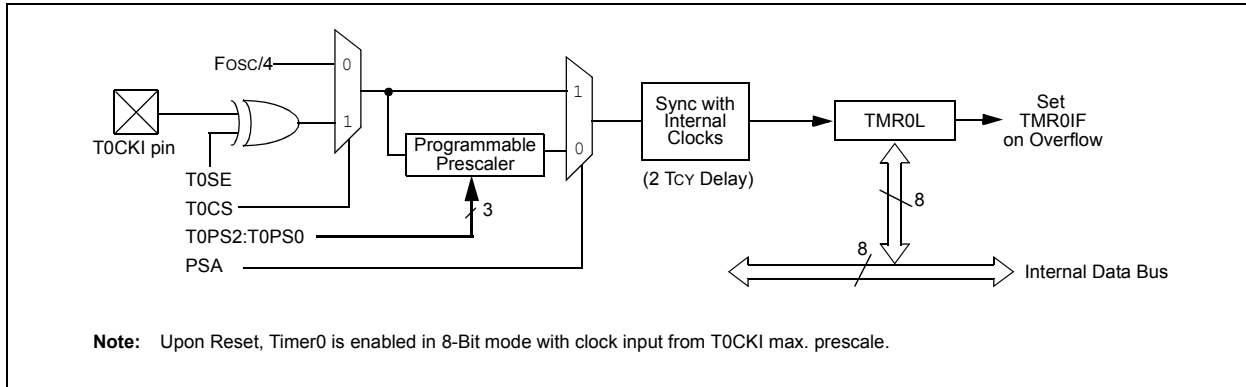 FOSC/4
0
1
T0CKI pin
T0SE
T0CS
T0PS2:T0PS0
PSA
Programmable
Prescaler
3
1
0
Sync with
Internal
Clocks
(2 TCY Delay)
TMR0L
Set
TMR0IF
on Overflow
8
8
Internal Data Bus
Note: Upon Reset, Timer0 is enabled in 8-Bit mode with clock input from T0CKI max. prescale.